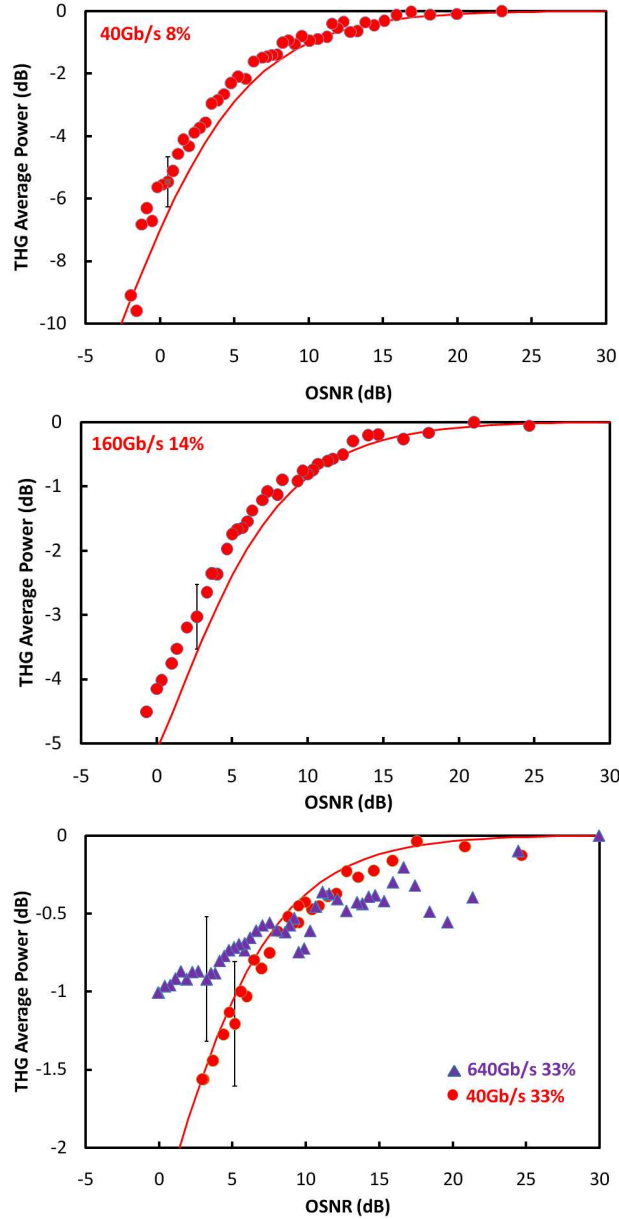 40Gb/s 8%
THG Average Power (dB)
0
-2
-4
-6
-8
-10
-5 0 5 10 15 20 25 30
OSNR (dB)
160Gb/s 14%
THG Average Power (dB)
0
-1
-2
-3
-4
-5
-5 0 5 10 15 20 25 30
OSNR (dB)
THG Average Power (dB)
0
-0.5
-1
-1.5
-2
640Gb/s 33%
40Gb/s 33%
-5 0 5 10 15 20 25 30
OSNR (dB)